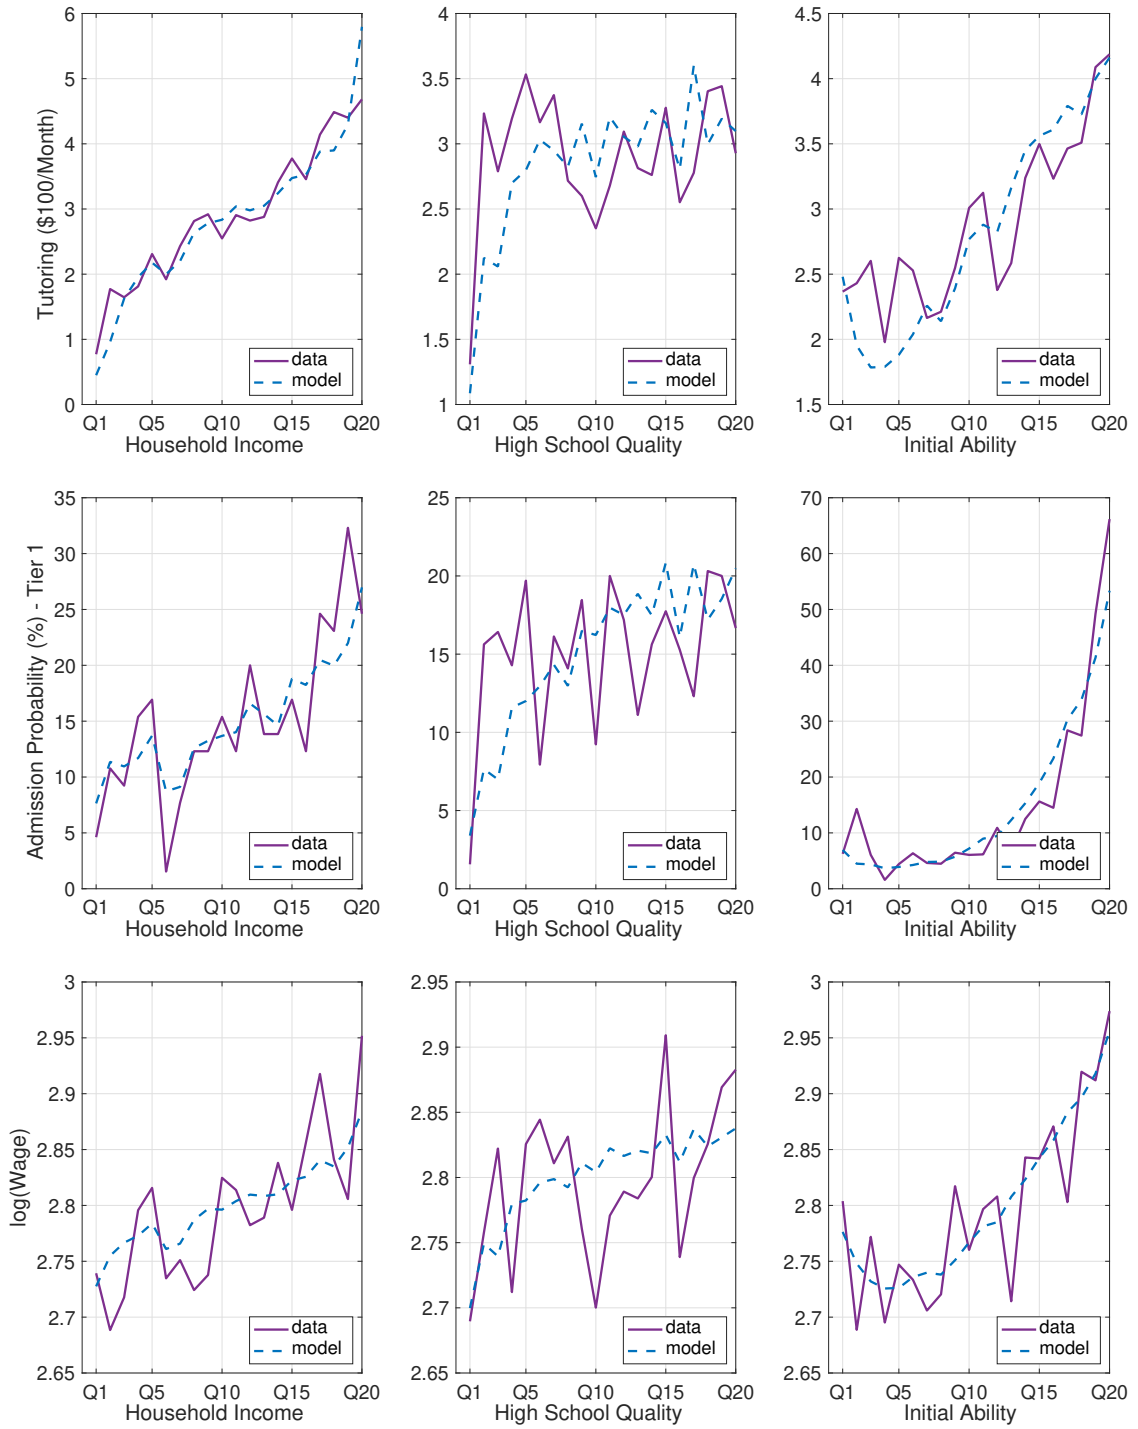 Tutoring ($100/Month)
6
5
4
3
2
1
0
Q1 Q5 Q10 Q15 Q20
Household Income
data
model
4
3.5
3
2.5
2
1.5
1
Q1 Q5 Q10 Q15 Q20
High School Quality
data
model
4.5
4
3.5
3
2.5
2
1.5
Q1 Q5 Q10 Q15 Q20
Initial Ability
data
model
Admission Probability (%) - Tier 1
35
30
25
20
15
10
5
0
Q1 Q5 Q10 Q15 Q20
Household Income
data
model
25
20
15
10
5
0
Q1 Q5 Q10 Q15 Q20
High School Quality
data
model
70
60
50
40
30
20
10
0
Q1 Q5 Q10 Q15 Q20
Initial Ability
data
model
log(Wage)
3
2.95
2.9
2.85
2.8
2.75
2.7
2.65
Q1 Q5 Q10 Q15 Q20
Household Income
data
model
2.95
2.9
2.85
2.8
2.75
2.7
2.65
Q1 Q5 Q10 Q15 Q20
High School Quality
data
model
3
2.95
2.9
2.85
2.8
2.75
2.7
2.65
Q1 Q5 Q10 Q15 Q20
Initial Ability
data
model